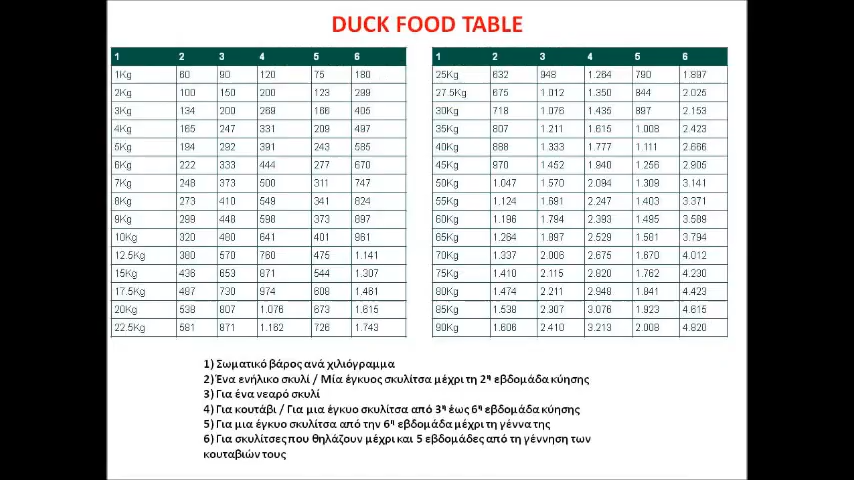 DUCK FOOD TABLE
1 2 3 4 5 6
1Kg 60 90 120 75 180
2Kg 100 150 200 123 299
3Kg 134 200 269 166 405
4Kg 165 247 331 209 497
5Kg 194 292 391 243 585
6Kg 222 333 444 277 670
7Kg 248 373 500 311 747
8Kg 273 410 549 341 824
9Kg 299 448 598 373 897
10Kg 320 480 641 401 961
12.5Kg 380 570 760 475 1.141
15Kg 436 653 871 544 1.307
17.5Kg 487 730 974 608 1.461
20Kg 538 807 1.076 673 1.615
22.5Kg 581 871 1.162 726 1.743
1 2 3 4 5 6
25Kg 632 948 1.264 790 1.897
27.5Kg 675 1.012 1.350 844 2.025
30Kg 718 1.076 1.435 897 2.153
35Kg 807 1.211 1.615 1.008 2.423
40Kg 888 1.333 1.777 1.111 2.666
45Kg 970 1.452 1.940 1.256 2.905
50Kg 1.047 1.570 2.094 1.309 3.141
55Kg 1.124 1.691 2.247 1.403 3.371
60Kg 1.196 1.794 2.393 1.495 3.589
65Kg 1.264 1.897 2.529 1.581 3.794
70Kg 1.337 2.006 2.675 1.670 4.012
75Kg 1.410 2.115 2.820 1.762 4.230
80Kg 1.474 2.211 2.948 1.841 4.423
85Kg 1.538 2.307 3.076 1.923 4.615
90Kg 1.606 2.410 3.213 2.008 4.820
1) Σωματικό βάρος ανά χιλιόγραμμα
2) Ένα ενήλικο σκυλί / Μία έγκυος σκυλίτσα μέχρι τη 2η εβδομάδα κύησης
3) Για ένα νεαρό σκυλί
4) Για κουτάβι / Για μια έγκυο σκυλίτσα από 3η έως 6η εβδομάδα κύησης
5) Για μια έγκυο σκυλίτσα από την 6η εβδομάδα μέχρι τη γέννα της
6) Για σκυλίτσες που θηλάζουν μέχρι και 5 εβδομάδες από τη γέννηση των
κουταβιών τους